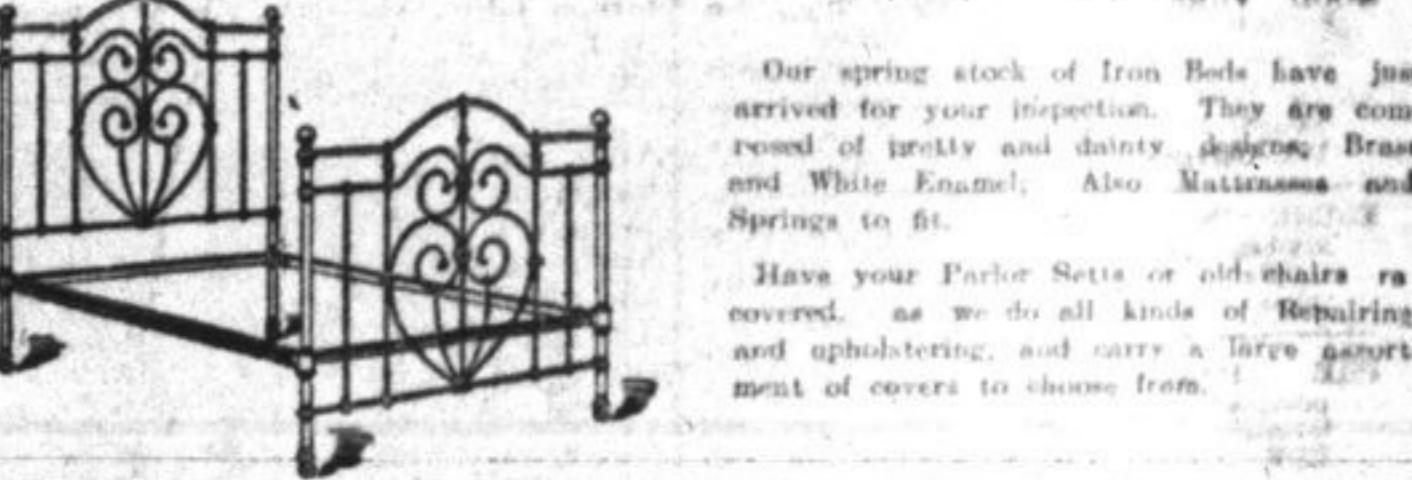 Our spring stock of Iron Beds have jus
arrived for your inspection. They are com
posed of pretty and dainty designs; Brass
and White Enamel; Also Mattrasses and
Springs to fit.
Have your Parlor Setts or old chairs re
covered, as we do all kinds of Repairing
and upholstering, and carry a large assort
ment of covers to choose from.